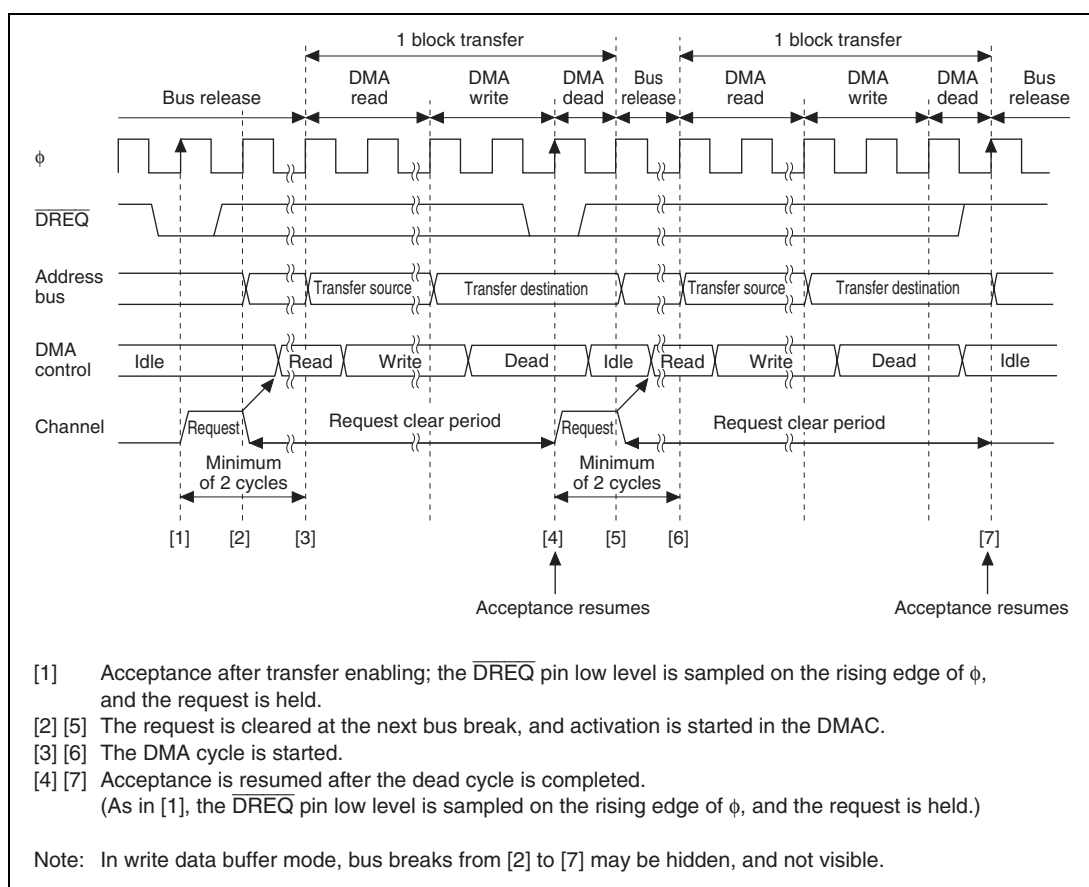 1 block transfer 1 block transfer
DMA read DMA write DMA dead Bus release DMA read DMA write DMA dead Bus release
Bus release
φ
DREQ
Address bus
Transfer source Transfer destination Transfer source Transfer destination
DMA control
Idle Read Write Dead Idle Read Write Dead Idle
Channel
Request Request clear period Request Request clear period
Minimum of 2 cycles Minimum of 2 cycles
[1] [2] [3] [4] [5] [6] [7]
Acceptance resumes Acceptance resumes
[1] Acceptance after transfer enabling; the DREQ pin low level is sampled on the rising edge of φ,
and the request is held.
[2] [5] The request is cleared at the next bus break, and activation is started in the DMAC.
[3] [6] The DMA cycle is started.
[4] [7] Acceptance is resumed after the dead cycle is completed.
(As in [1], the DREQ pin low level is sampled on the rising edge of φ, and the request is held.)
Note: In write data buffer mode, bus breaks from [2] to [7] may be hidden, and not visible.